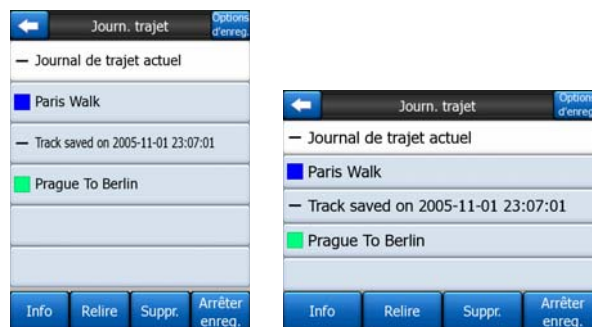 Journ. trajet
Options
d'enreg.
— Journal de trajet actuel
Paris Walk
— Track saved on 2005-11-01 23:07:01
Prague To Berlin
Info
Relire
Suppr.
Arrêter
enreg.
Journ. trajet
Options
d'enreg.
— Journal de trajet actuel
Paris Walk
— Track saved on 2005-11-01 23:07:01
Prague To Berlin
Info
Relire
Suppr.
Arrêter
enreg.